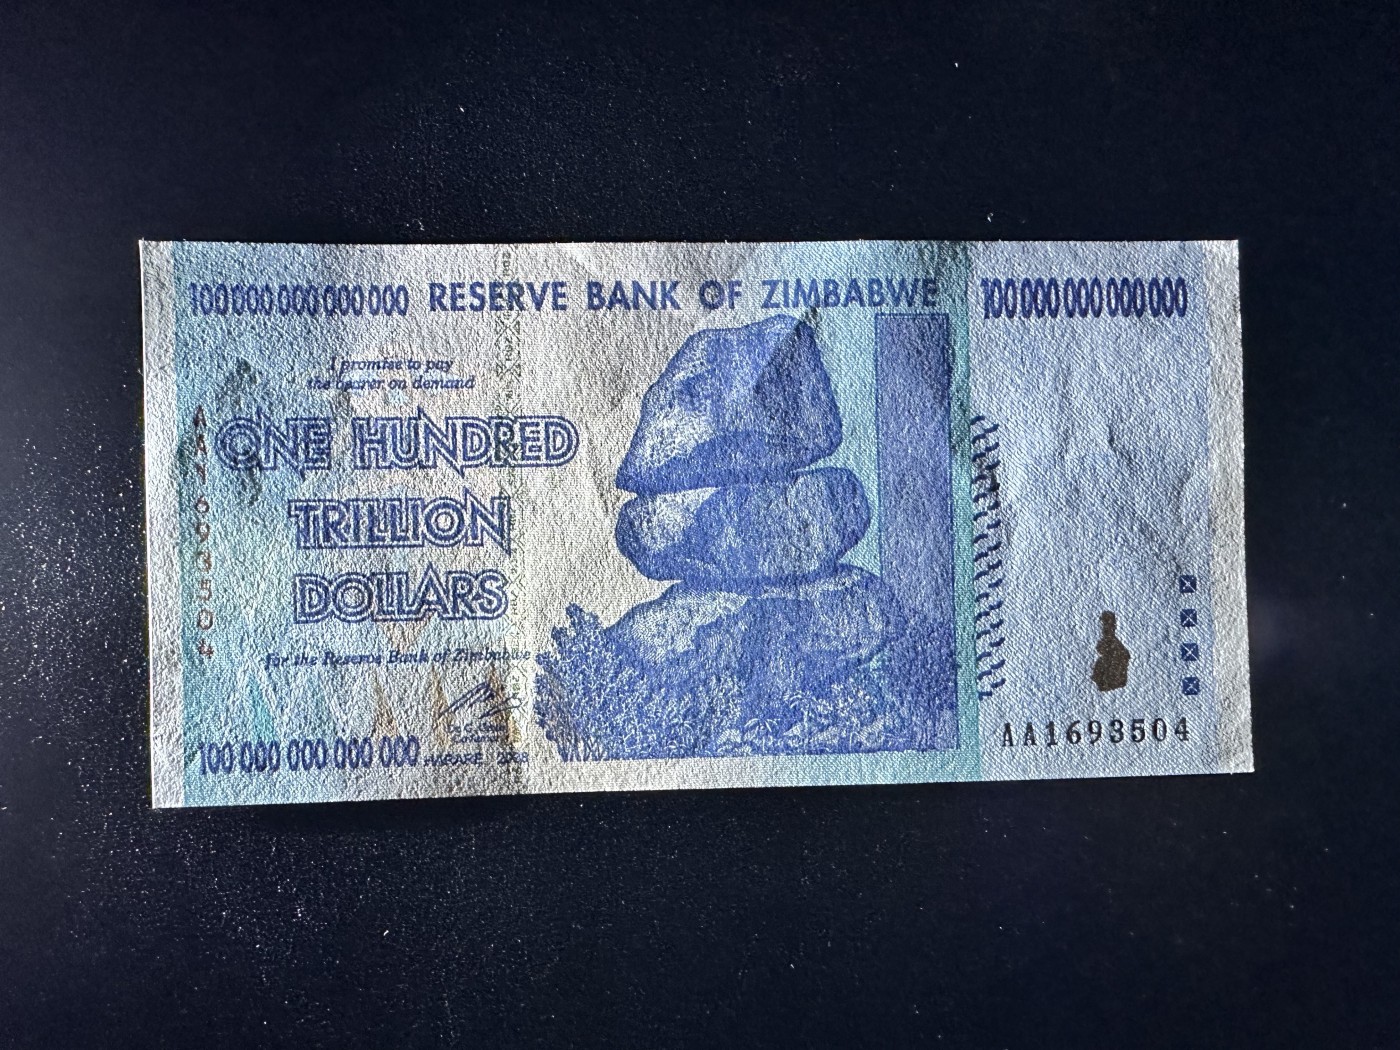 100 000 000 000 000 RESERVE BANK OF ZIMBABWE 100 000 000 000 000
I promise to pay
the bearer on demand
ONE HUNDRED
TRILLION
DOLLARS
for the Reserve Bank of Zimbabwe
100 000 000 000 000 HARARE 2008
AA1693504
AA1693504